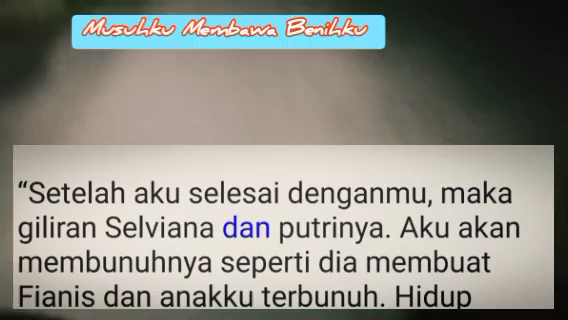 Musuhku Membawa Benihku
“Setelah aku selesai denganmu, maka
giliran Selviana dan putrinya. Aku akan
membunuhnya seperti dia membuat
Fianis dan anakku terbunuh. Hidup